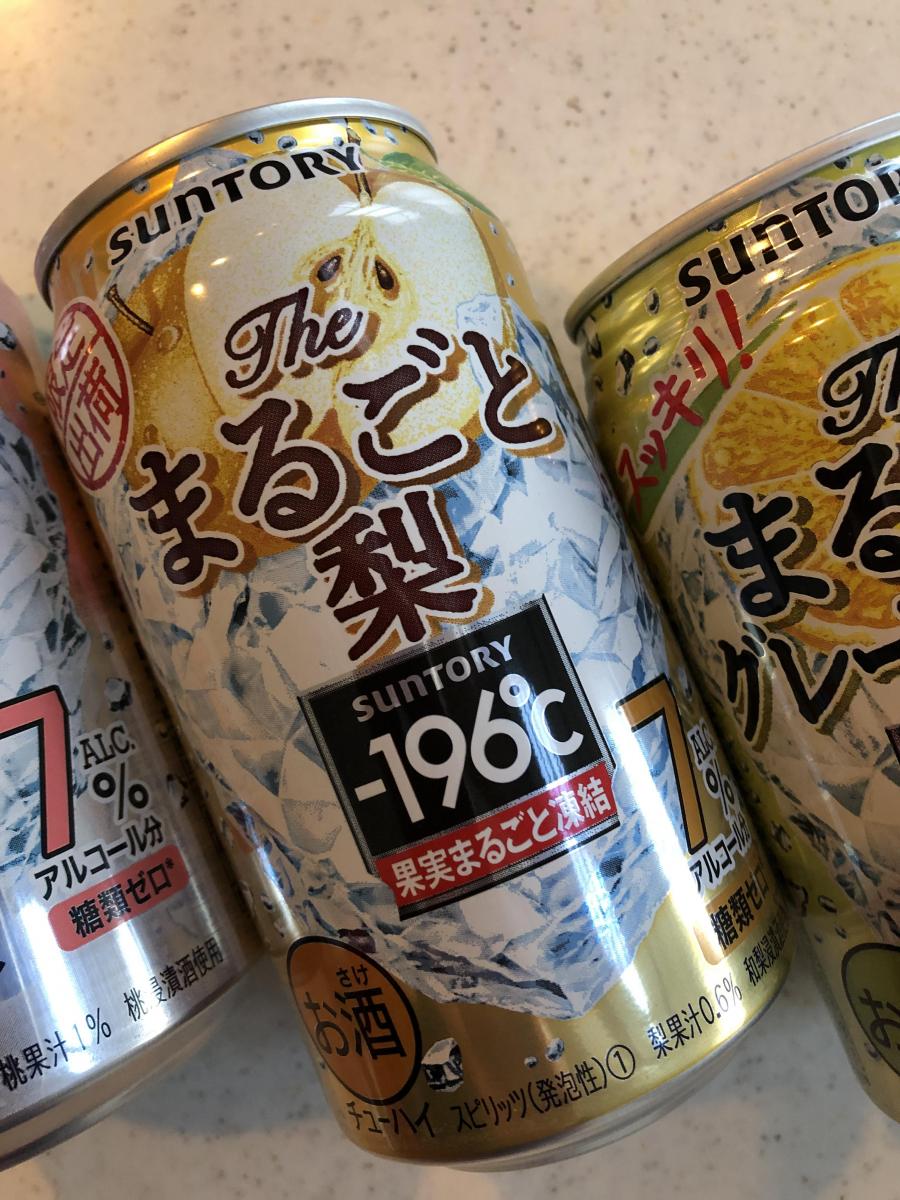 SUNTORY
The
まるごと
梨
出荷
SUNTORY
-196℃
果実まるごと凍結
7
ALC.
%
アルコール分
糖類ゼロ
お酒
さけ
チューハイ スピリッツ(発泡性)①
梨果汁0.6%
7
ALC.
%
アルコール分
糖類ゼロ*
桃果汁1% 桃浸漬酒使用
SUNTO
スッキリ!
まる
グレー
お